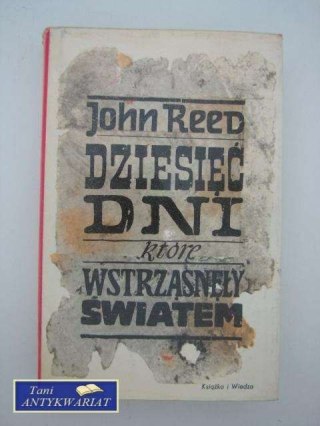 John Reed
DZIESIĘĆ
DNI
które
WSTRZĄSNĘŁY
ŚWIATEM
Książka i Wiedza
Tani
ANTYKWARIAT